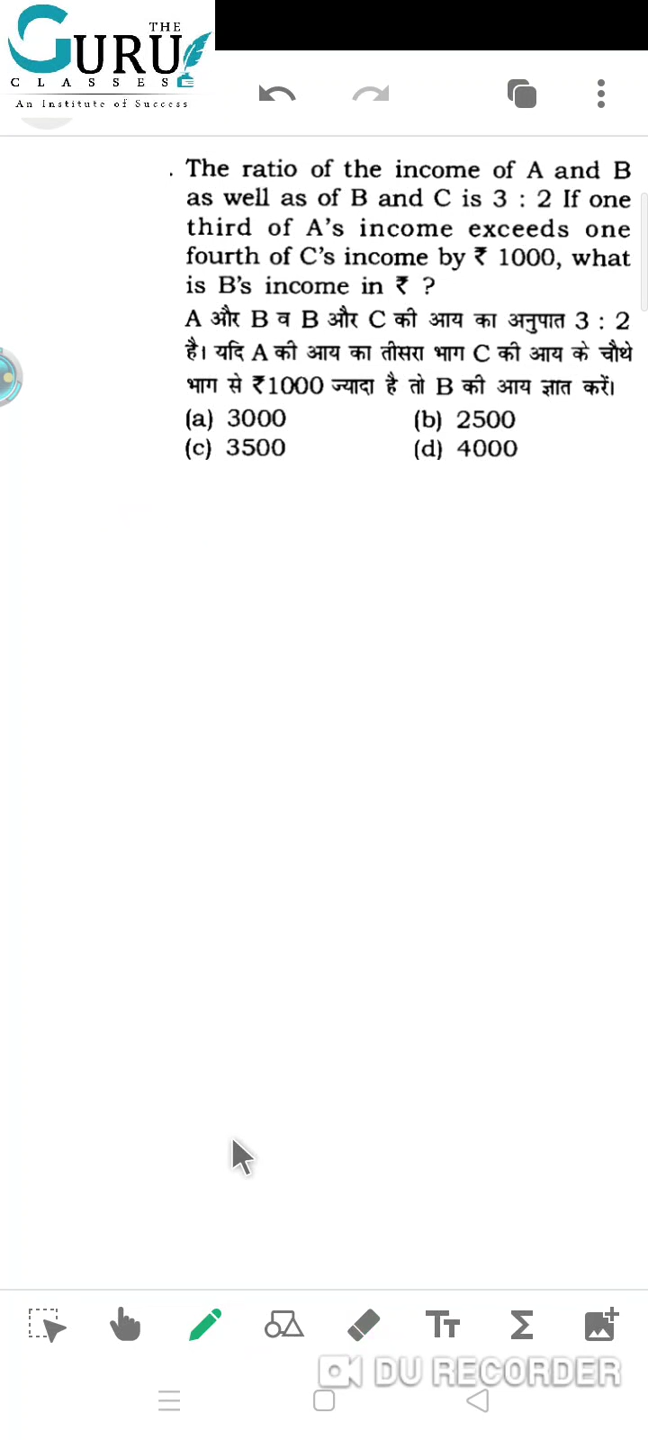 THE
GURU
CLASSES
An Institute of Success
. The ratio of the income of A and B
as well as of B and C is 3 : 2 If one
third of A's income exceeds one
fourth of C's income by ₹ 1000, what
is B's income in ₹ ?
A और B व B और C की आय का अनुपात 3 : 2
है। यदि A की आय का तीसरा भाग C की आय के चौथे
भाग से ₹1000 ज्यादा है तो B की आय ज्ञात करें।
(a) 3000 (b) 2500
(c) 3500 (d) 4000
TT
Σ
DU RECORDER